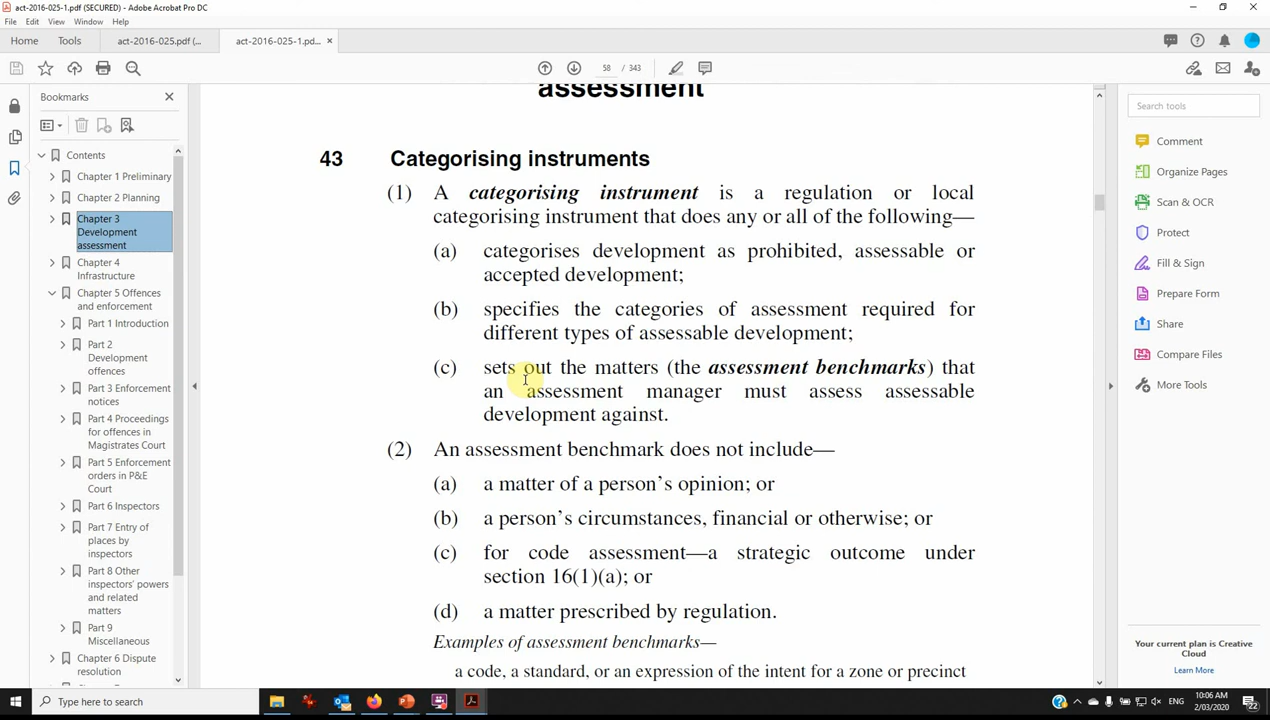 act-2016-025-1.pdf (SECURED) - Adobe Acrobat Pro DC
File Edit View Window Help
Home Tools act-2016-025.pdf (... act-2016-025-1.pd... ×
58 / 343
Bookmarks
Contents
Chapter 1 Preliminary
Chapter 2 Planning
Chapter 3
Development
assessment
Chapter 4
Infrastructure
Chapter 5 Offences
and enforcement
Part 1 Introduction
Part 2
Development
offences
Part 3 Enforcement
notices
Part 4 Proceedings
for offences in
Magistrates Court
Part 5 Enforcement
orders in P&E
Court
Part 6 Inspectors
Part 7 Entry of
places by
inspectors
Part 8 Other
inspectors' powers
and related
matters
Part 9
Miscellaneous
Chapter 6 Dispute
resolution
assessment
43 Categorising instruments
(1) A categorising instrument is a regulation or local
categorising instrument that does any or all of the following—
(a) categorises development as prohibited, assessable or
accepted development;
(b) specifies the categories of assessment required for
different types of assessable development;
(c) sets out the matters (the assessment benchmarks) that
an assessment manager must assess assessable
development against.
(2) An assessment benchmark does not include—
(a) a matter of a person's opinion; or
(b) a person's circumstances, financial or otherwise; or
(c) for code assessment—a strategic outcome under
section 16(1)(a); or
(d) a matter prescribed by regulation.
Examples of assessment benchmarks—
a code, a standard, or an expression of the intent for a zone or precinct
Search tools
Comment
Organize Pages
Scan & OCR
Protect
Fill & Sign
Prepare Form
Share
Compare Files
More Tools
Your current plan is Creative
Cloud
Learn More
Type here to search
ENG
10:06 AM
2/03/2020
22